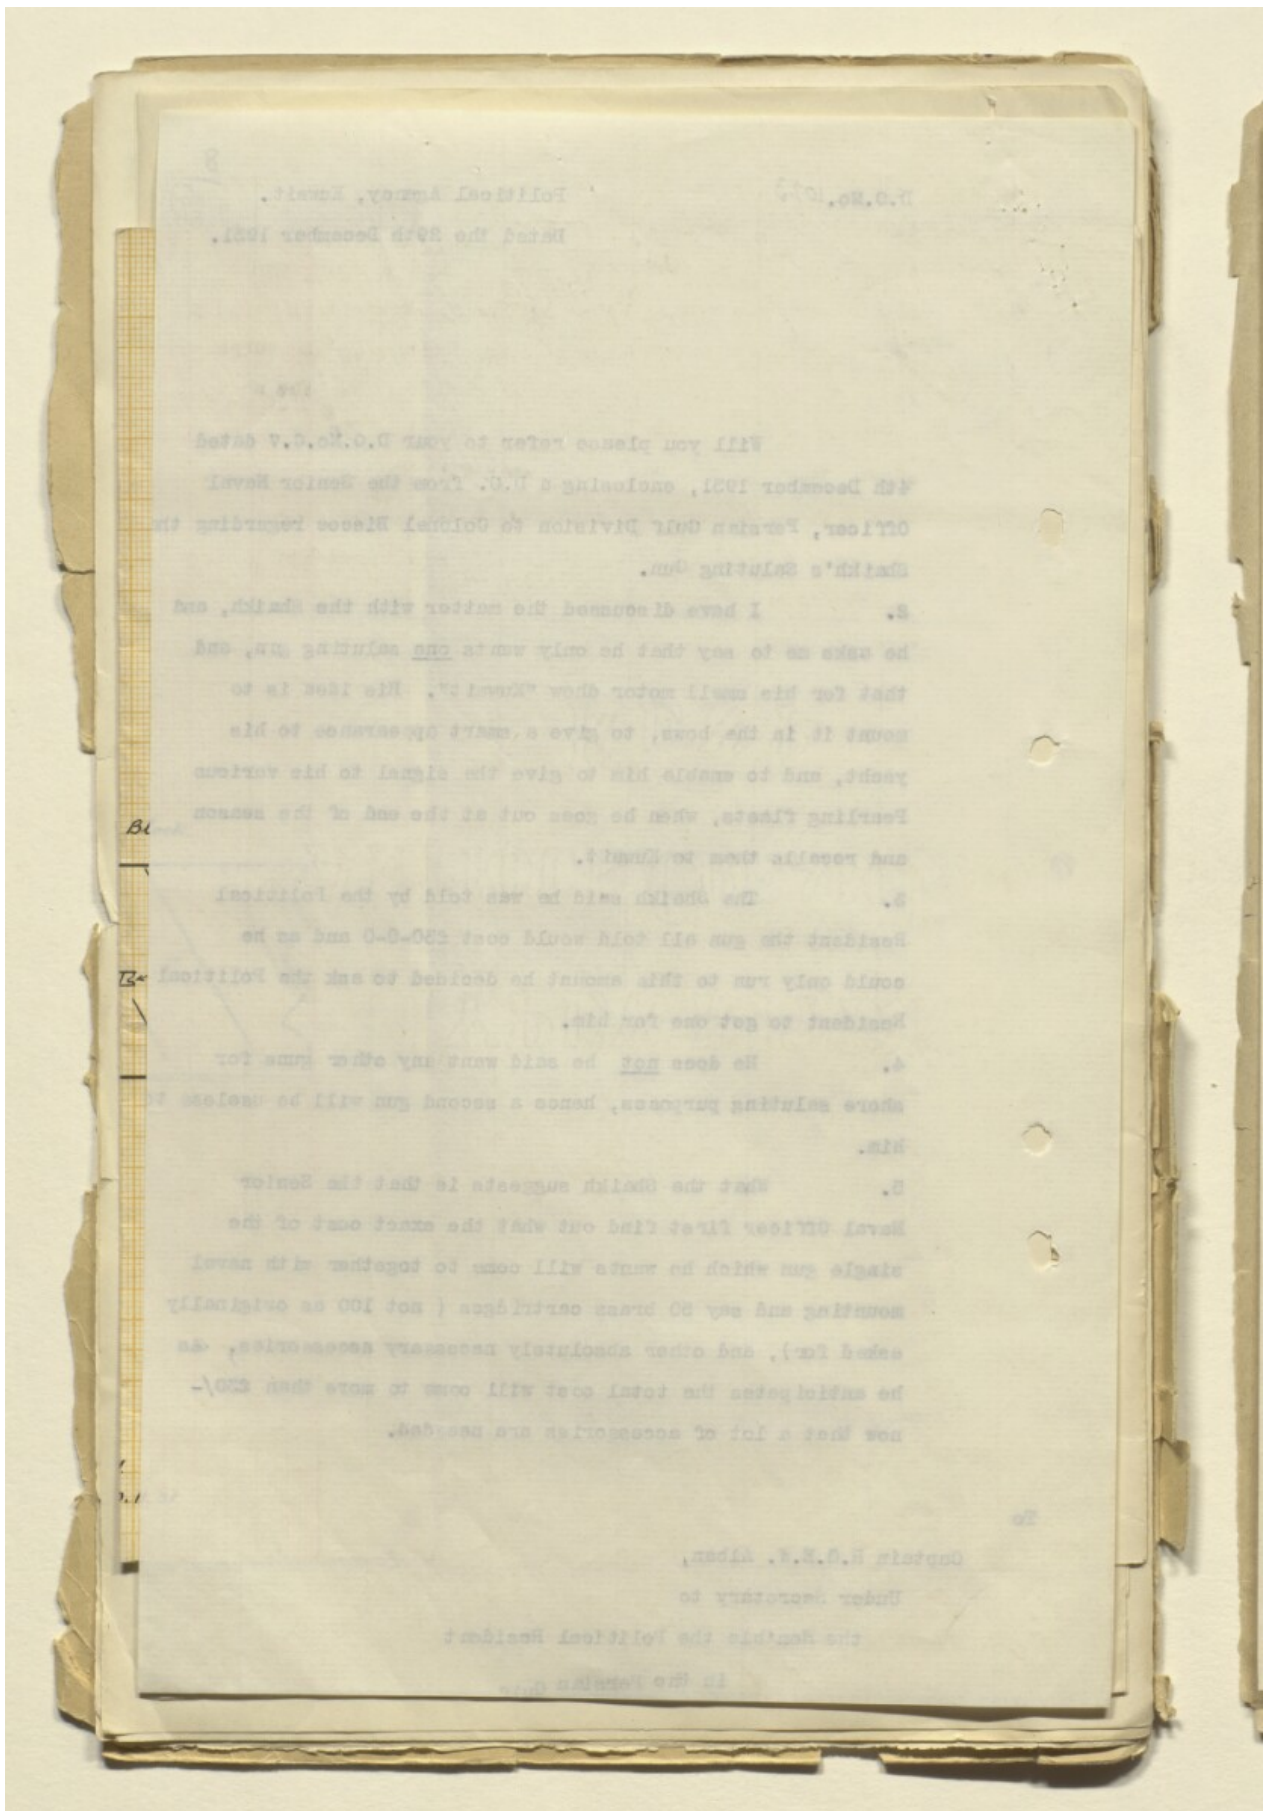 D.O.No.
Political Agency, Kuwait.
Dated the 29th December 1931.
Will you please refer to your D.O.No.G.7 dated
4th December 1931, enclosing a D.O. from the Senior Naval
Officer, Persian Gulf Division to Colonel Biscoe regarding the
Shaikh's Saluting Gun.
2. I have discussed the matter with the Shaikh, and
he asks me to say that he only wants one saluting gun, and
that for his small motor dhow "Kuwait". His idea is to
mount it in the bows, to give a smart appearance to his
yacht, and to enable him to give the signal to his various
Pearling fleets, when he goes out at the end of the season
and recalls them to Kuwait.
3. The Shaikh said he was told by the Political
Resident the gun all told would cost £30-0-0 and as he
could only run to this amount he decided to ask the Political
Resident to get one for him.
4. He does not he said want any other guns for
shore saluting purposes, hence a second gun will be useless to
him.
5. What the Shaikh suggests is that the Senior
Naval Officer first find out what the exact cost of the
single gun which he wants will come to together with naval
mounting and say 50 brass cartridges ( not 100 as originally
asked for), and other absolutely necessary accessories. As
he anticipates the total cost will come to more than £30/-
now that a lot of accessories are needed.
To
Captain R.G.E.W. Alban,
Under Secretary to
the Hon'ble the Political Resident
in the Persian Gulf